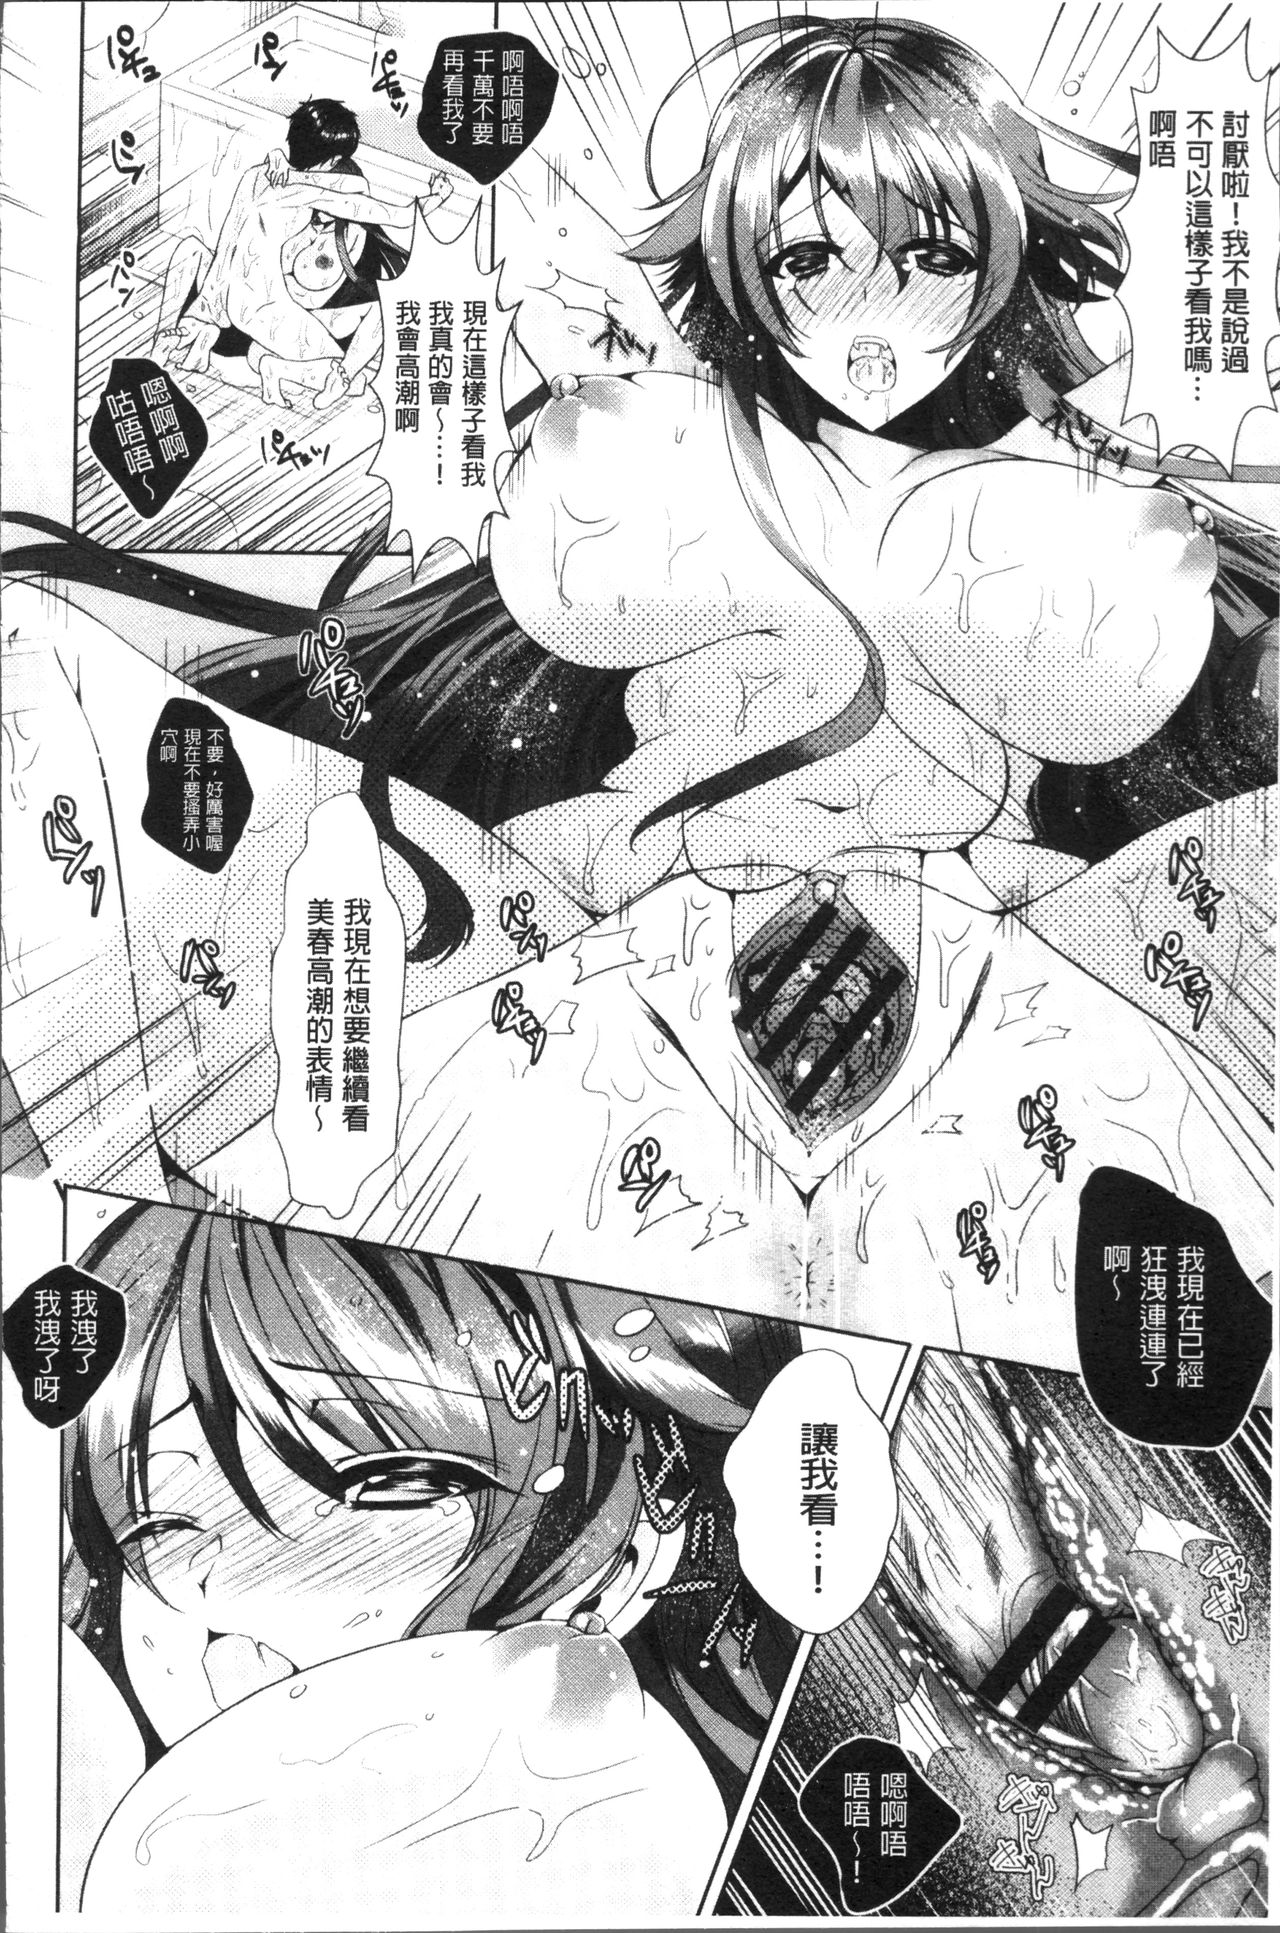 討厭啦！我不是說過
不可以這樣子看我嗎…
啊唔
啊唔啊唔
千萬不要
再看我了
現在這樣子看我
我真的會～…！
我會高潮啊
嗯啊啊
咕唔唔～
不要，好厲害喔
現在不要搔弄小
穴啊
我現在想要繼續看
美春高潮的表情～
我現在已經
狂洩連連了
啊～
讓我看…！
嗯啊唔
唔唔～！
我洩了
我洩了呀